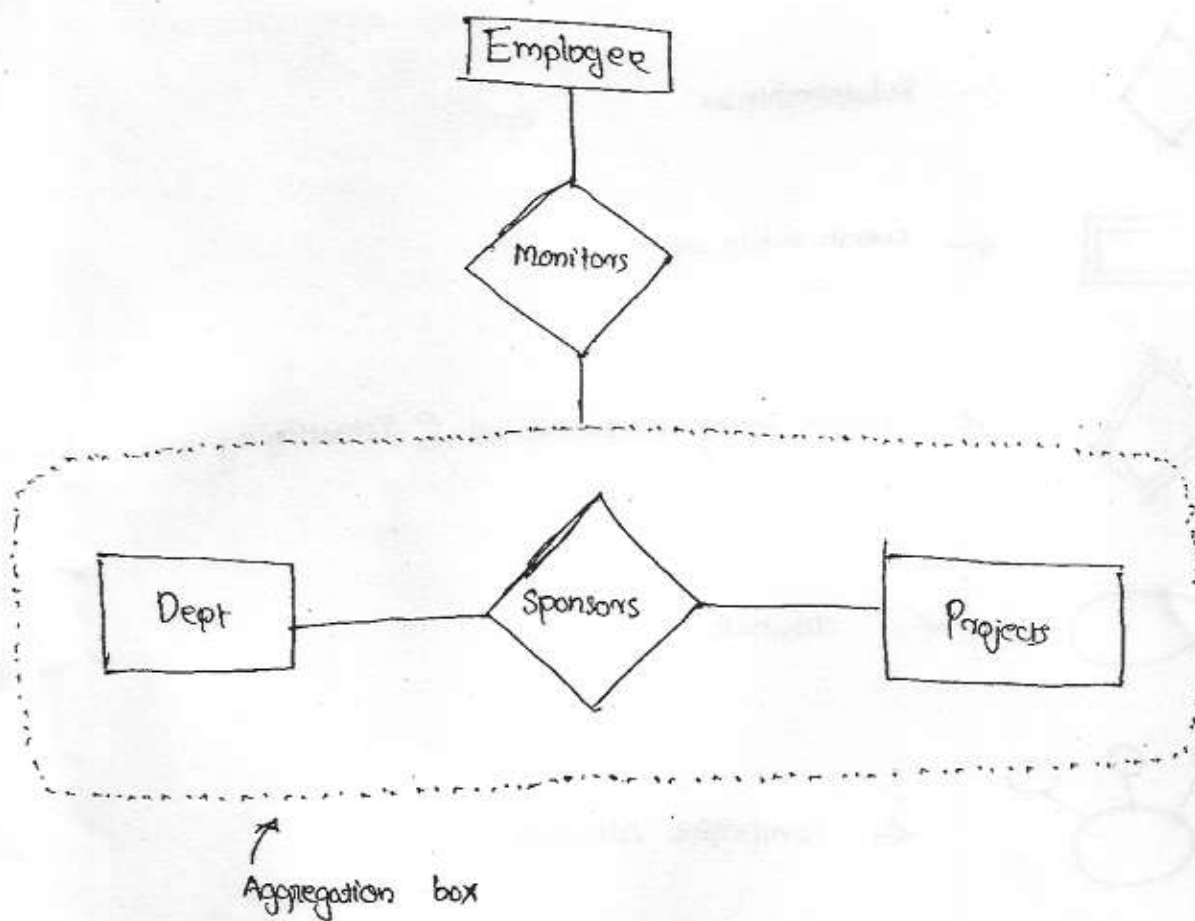 Employee
Monitors
Dept
Sponsors
Projects
Aggregation box